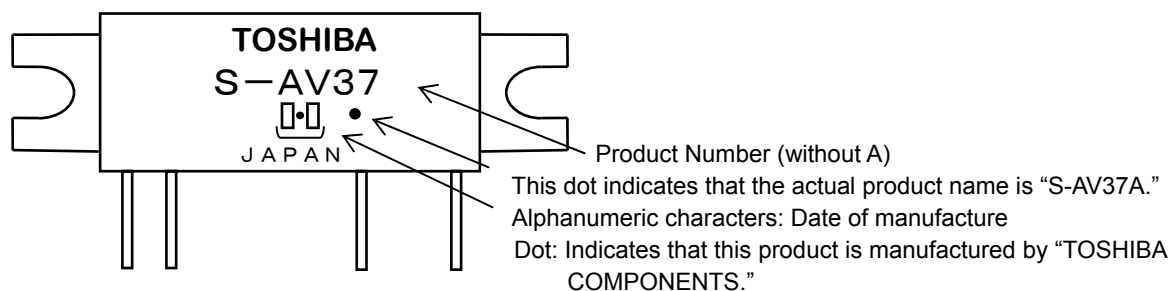 TOSHIBA
S－AV37
JAPAN
Product Number (without A)
This dot indicates that the actual product name is “S-AV37A.”
Alphanumeric characters: Date of manufacture
Dot: Indicates that this product is manufactured by “TOSHIBA
COMPONENTS.”